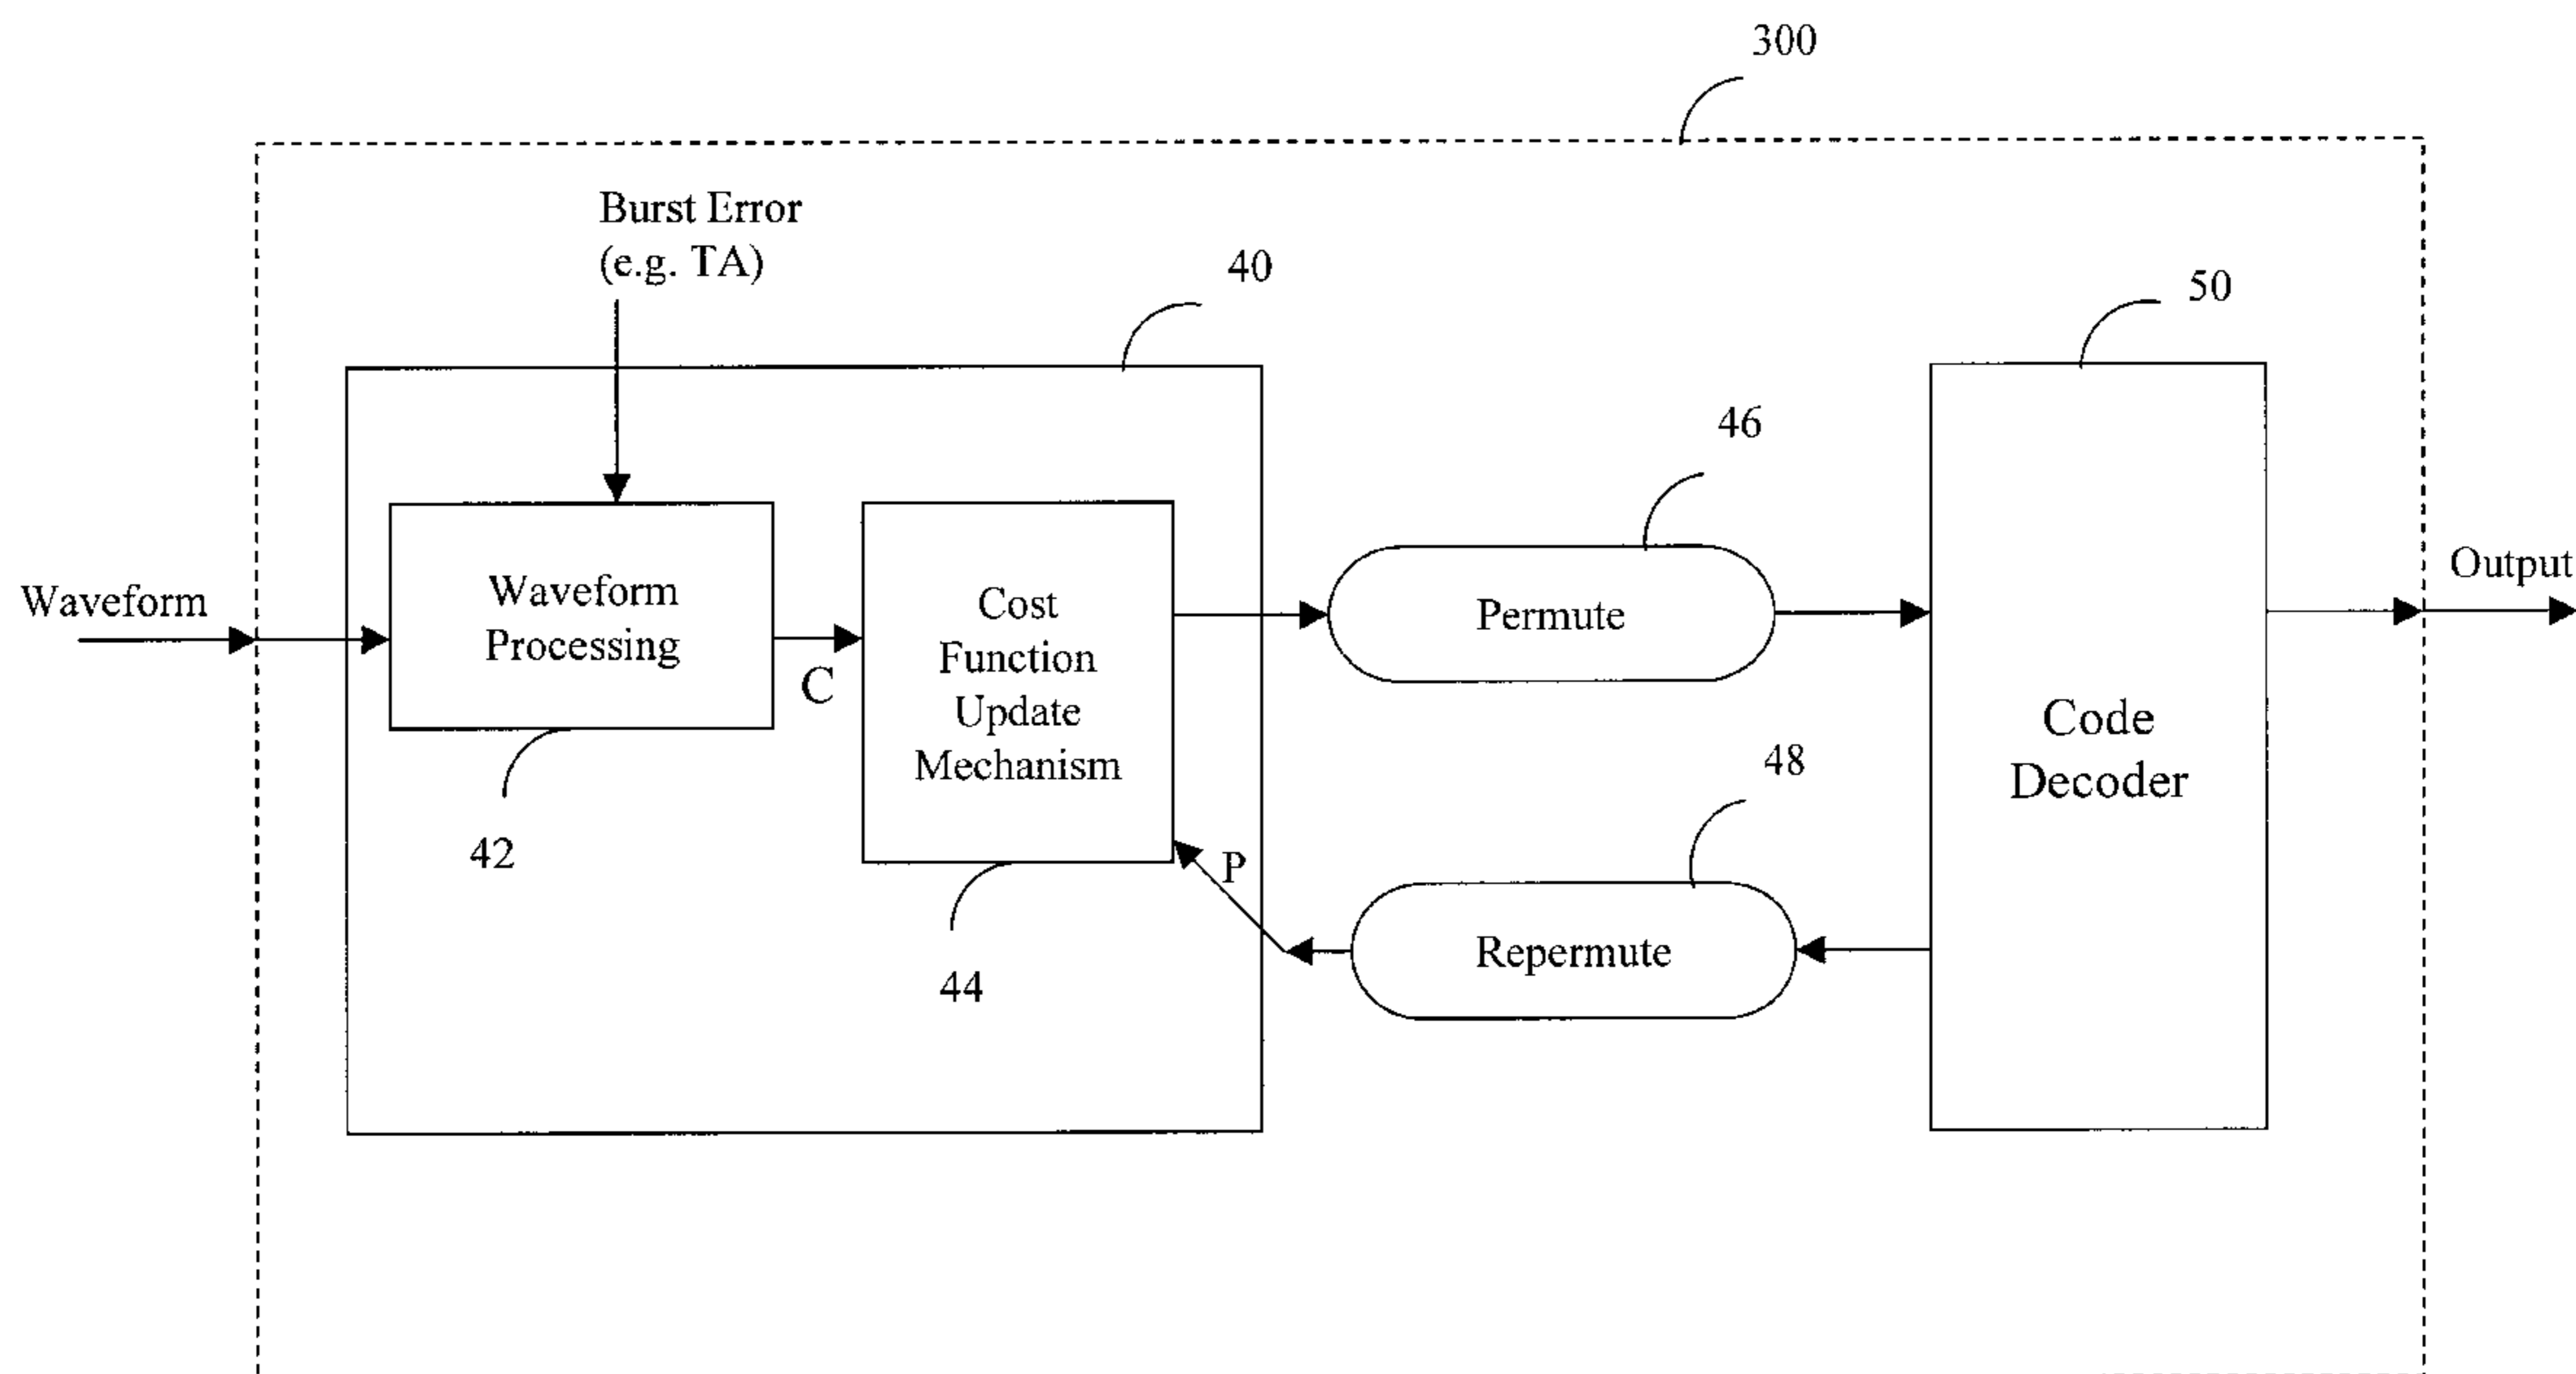 300
Burst Error
(e.g. TA)
40
50
46
Waveform
Waveform
Processing
C
Cost
Function
Update
Mechanism
Permute
Output
Code
Decoder
48
42
P
Repermute
44